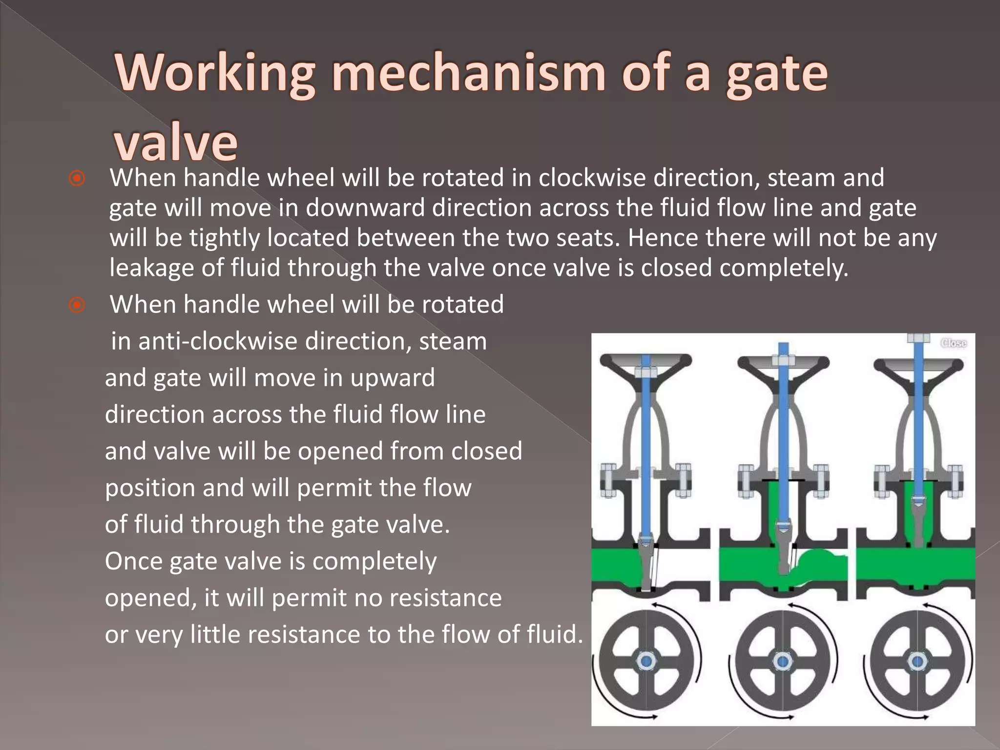 Working mechanism of a gate
valve
When handle wheel will be rotated in clockwise direction, steam and
gate will move in downward direction across the fluid flow line and gate
will be tightly located between the two seats. Hence there will not be any
leakage of fluid through the valve once valve is closed completely.
When handle wheel will be rotated
in anti-clockwise direction, steam
and gate will move in upward
direction across the fluid flow line
and valve will be opened from closed
position and will permit the flow
of fluid through the gate valve.
Once gate valve is completely
opened, it will permit no resistance
or very little resistance to the flow of fluid.
Close